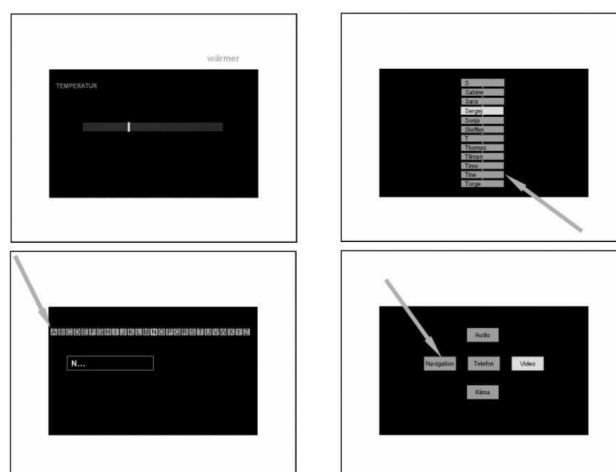 wärmer
TEMPERATUR
S
Sabine
Sara
Sergej
Sonja
Steffen
T
Thomas
Tilman
Timo
Tine
Torge
ABCDEFGHIJKLMNOPQRSTUVWXYZ
N...
Audio
Navigation Telefon Video
Klima